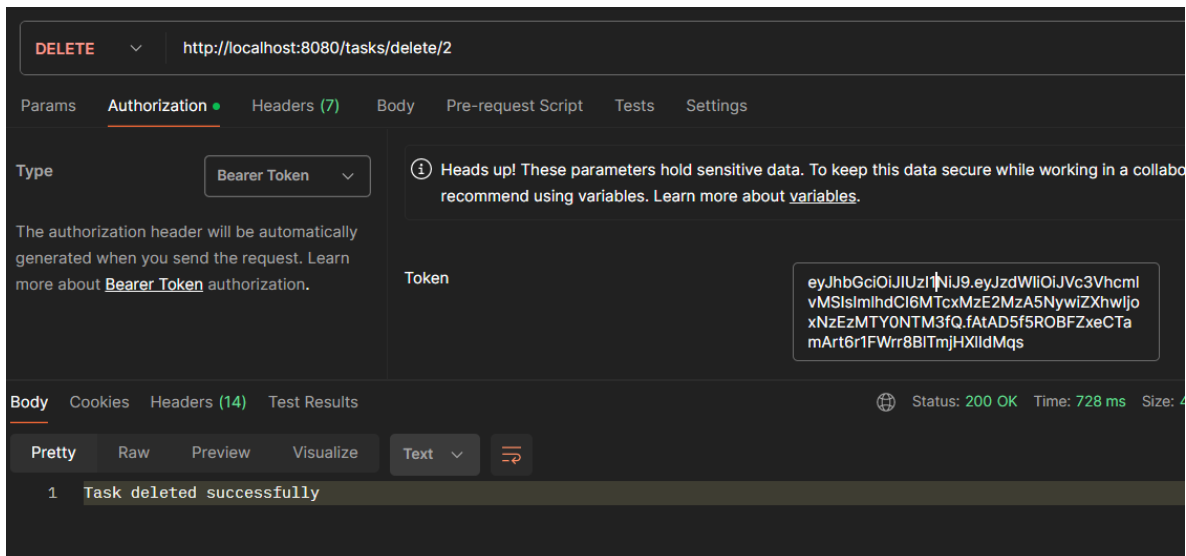 DELETE http://localhost:8080/tasks/delete/2
Params Authorization Headers (7) Body Pre-request Script Tests Settings
Type Bearer Token
The authorization header will be automatically
generated when you send the request. Learn
more about Bearer Token authorization.
Heads up! These parameters hold sensitive data. To keep this data secure while working in a collabo
recommend using variables. Learn more about variables.
Token
eyJhbGciOiJIUzI1NiJ9.eyJzdWIiOiJVc3VhcmI
vMSIsImlhdCI6MTcxMzE2MzA5NywiZXhwIjo
xNzEzMTY0NTM3fQ.fAtAD5f5ROBFZxeCTa
mArt6r1FWrr8BITmjHXlIdMqs
Body Cookies Headers (14) Test Results
Status: 200 OK Time: 728 ms Size: 4
Pretty Raw Preview Visualize Text
1 Task deleted successfully